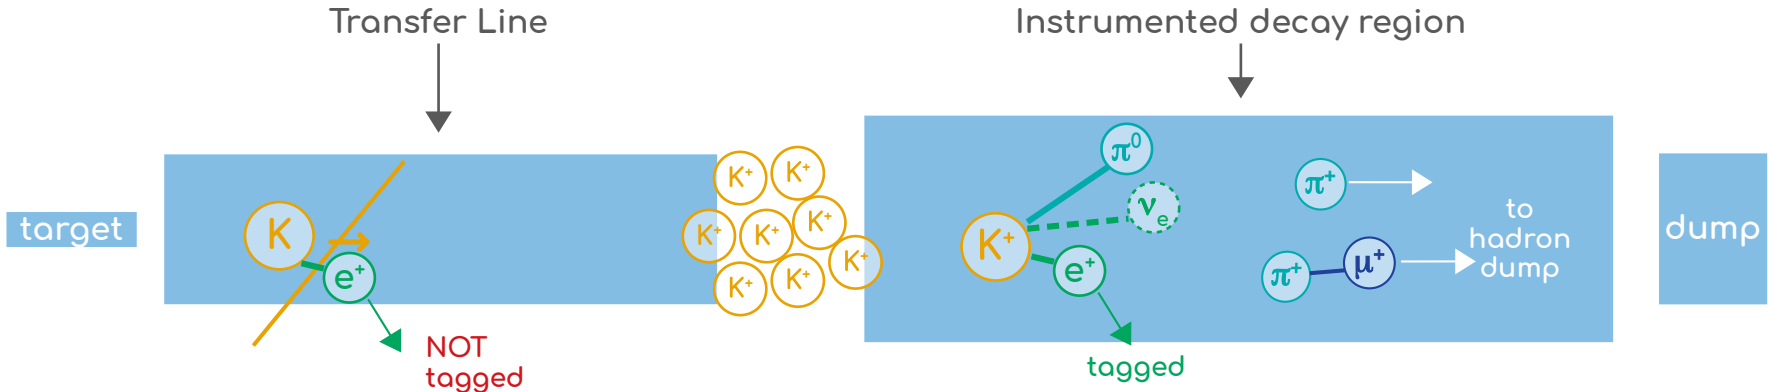 Transfer Line
Instrumented decay region
target
K
e⁺
NOT
tagged
K⁺
K⁺
K⁺
K⁺
K⁺
K⁺
K⁺
K⁺
K⁺
π⁰
νₑ
e⁺
tagged
π⁺
π⁺
μ⁺
to
hadron
dump
dump